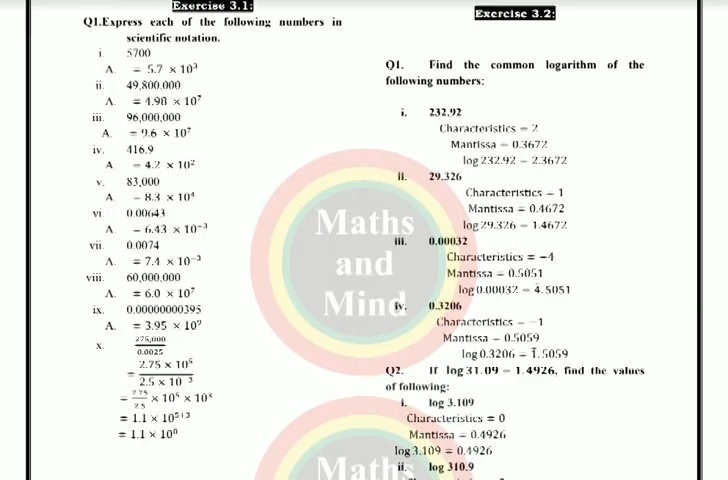 Exercise 3.1:
Q1.Express each of the following numbers in
scientific notation.
i. 5700
A. = 5.7 × 10³
ii. 49,800,000
A. = 4.98 × 10⁷
iii. 96,000,000
A. = 9.6 × 10⁷
iv. 416.9
A. = 4.2 × 10²
v. 83,000
A. = 8.3 × 10⁴
vi. 0.00643
A. = 6.43 × 10⁻³
vii. 0.0074
A. = 7.4 × 10⁻³
viii. 60,000,000
A. = 6.0 × 10⁷
ix. 0.00000000395
A. = 3.95 × 10⁹
x. 275,000
0.0025
= 2.75 × 10⁵
2.5 × 10⁻³
= 2.75
2.5
× 10⁵ × 10³
= 1.1 × 10⁵⁺³
= 1.1 × 10
Exercise 3.2:
Q1. Find the common logarithm of the
following numbers:
i. 232.92
Characteristics = 2
Mantissa = 0.3672
log 232.92 = 2.3672
ii. 29.326
Characteristics = 1
Mantissa = 0.4672
log 29.326 = 1.4672
iii. 0.00032
Characteristics = −4
Mantissa = 0.5051
log 0.00032 = 4̄.5051
iv. 0.3206
Characteristics = −1
Mantissa = 0.5059
log 0.3206 = 1̄.5059
Q2. If log 31.09 = 1.4926, find the values
of following:
i. log 3.109
Characteristics = 0
Mantissa = 0.4926
log 3.109 = 0.4926
ii. log 310.9
Maths
and
Mind
Maths